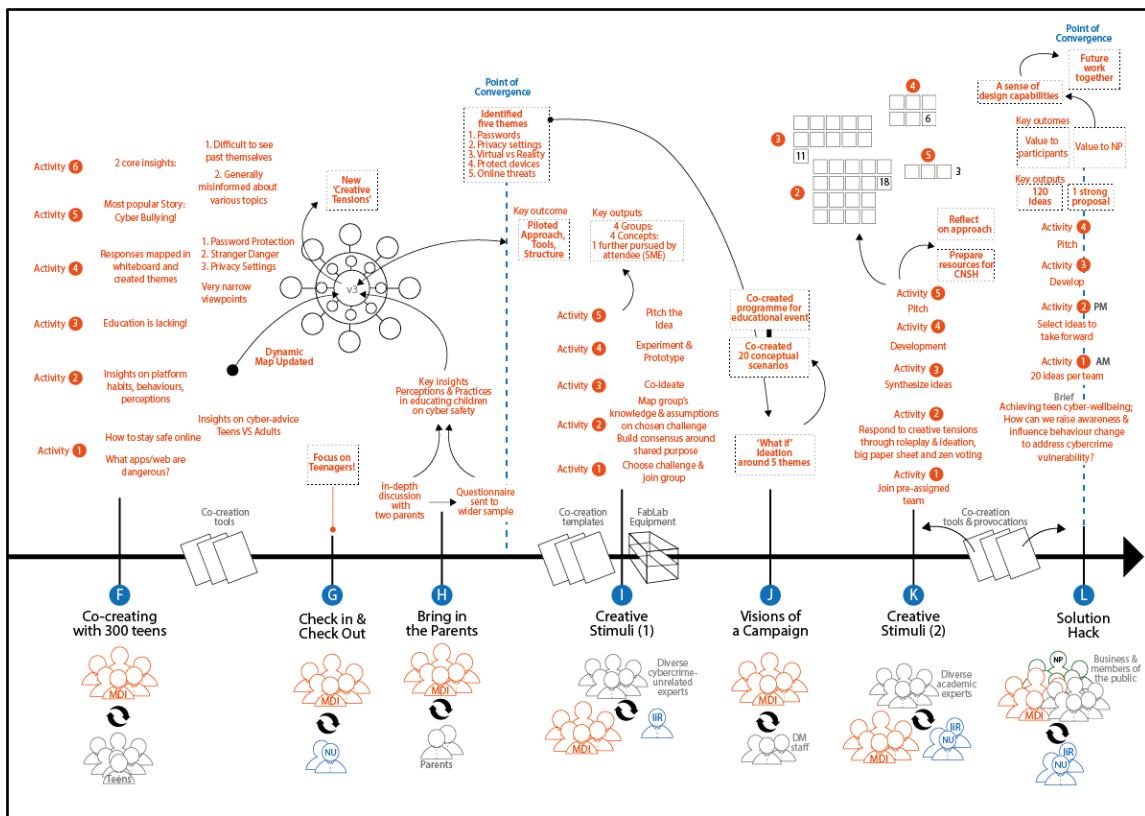 Activity 6
2 core insights:
1. Difficult to see
past themselves
2. Generally
misinformed about
various topics
Activity 5
Most popular Story:
Cyber Bullying!
Activity 4
Responses mapped in
whiteboard and
created themes
1. Password Protection
2. Stranger Danger
3. Privacy Settings
Very narrow
viewpoints
Activity 3
Education is lacking!
Activity 2
Insights on platform
habits, behaviours,
perceptions
Insights on cyber-advice
Teens VS Adults
Activity 1
How to stay safe online
What apps/web are
dangerous?
New
'Creative
Tensions'
v3
Dynamic
Map Updated
Focus on
Teenagers!
Key insights
Perceptions & Practices
in educating children
on cyber safety
in-depth
discussion
with
two parents
Questionnaire
sent to
wider sample
Point of
Convergence
Identified
five themes
1. Passwords
2. Privacy settings
3. Virtual vs Reality
4. Protect devices
5. Online threats
Key outcome
Piloted
Approach,
Tools,
Structure
Key outputs
4 Groups:
4 Concepts:
1 further pursued by
attendee (SME)
Activity 5
Pitch the
Idea
Activity 4
Experiment &
Prototype
Activity 3
Co-ideate
Activity 2
Map group's
knowledge & assumptions
on chosen challenge
Build consensus around
shared purpose
Activity 1
Choose challenge &
join group
Co-created
programme for
educational event
Co-created
20 conceptual
scenarios
'What if'
Ideation
around 5 themes
4
6
3
11
5
3
2
18
Reflect
on approach
Prepare
resources for
CNSH
Activity 5
Pitch
Activity 4
Development
Activity 3
Synthesize ideas
Activity 2
Respond to creative tensions
through roleplay & ideation,
big paper sheet and zen voting
Activity 1
Join pre-assigned
team
Point of
Convergence
Future
work
together
A sense of
design capabilities
Key outcomes
Value to
participants
Value to NP
Key outputs
120
ideas
1 strong
proposal
Activity 4
Pitch
Activity 3
Develop
Activity 2 PM
Select ideas to
take forward
Activity 1 AM
20 ideas per team
Brief
Achieving teen cyber-wellbeing;
How can we raise awareness &
influence behaviour change
to address cybercrime
vulnerability?
Co-creation
tools
Co-creation
templates
FabLab
Equipment
Co-creation
tools & provocations
F
Co-creating
with 300 teens
MDI
Teens
G
Check in &
Check Out
MDI
NU
H
Bring in
the Parents
MDI
Parents
I
Creative
Stimuli (1)
Diverse
cybercrime-
unrelated
experts
MDI
IiR
J
Visions of
a Campaign
MDI
DM
staff
K
Creative
Stimuli (2)
Diverse
academic
experts
MDI
IiR
NU
L
Solution
Hack
NP
Business &
members of
the public
MDI
IiR
NU